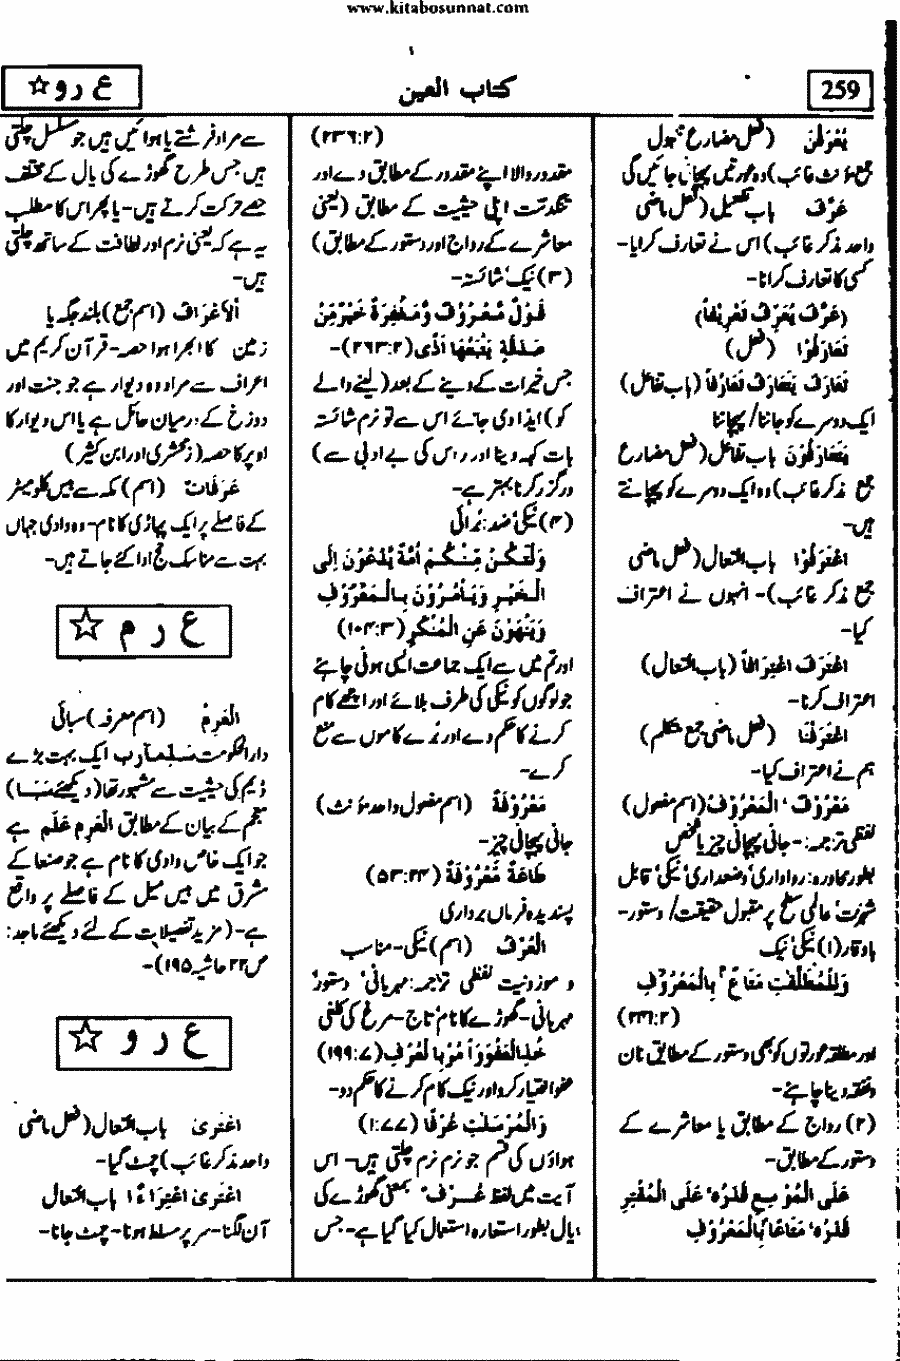 www.kitabosunnat.com
259
کتاب العین
ع ر و ☆
يُعْرَفْنَ (فعل مضارع مجہول
جمع مؤنث غائب) وہ عورتیں پہچانی جائیں گی
عَرَّفَ باب تفعیل (فعل ماضی
واحد مذکر غائب) اس نے تعارف کرایا-
کسی کا تعارف کرانا-
(عَرَّفَ يُعَرِّفُ تَعْرِيْفاً)
تَعَارَفُوْا (فعل)
تَعَارَفَ يَتَعَارَفُ تَعَارُفاً (باب تفاعل)
ایک دوسرے کو جاننا/ پہچاننا
يَتَعَارَفُوْنَ باب تفاعل (فعل مضارع
جمع مذکر غائب) وہ ایک دوسرے کو پہچانتے
ہیں-
اعْتَرَفُوْا باب افتعال (فعل ماضی
جمع مذکر غائب)- انہوں نے اعتراف
کیا-
اعْتَرَفَ اعْتِرَافاً (باب افتعال)
اعتراف کرنا-
اعْتَرَفْنَا (فعل ماضی جمع متکلم)
ہم نے اعتراف کیا-
مَعْرُوْفٌ ، الْمَعْرُوْفُ (اسم مفعول)
لفظی ترجمہ:- جانی پہچانی چیز یا شخص
بطور محاورہ: رواداری، وضعداری، نیکی، قابل
شہرت، عالمی سطح پر مقبول حقیقت/ دستور-
باوقار (۱) نیکی، نیک
وَلِلْمُطَلَّقٰتِ مَتَاعٌ ۢ بِالْمَعْرُوْفِ
(۲۴۱:۲)
اور مطلقہ عورتوں کو بھی دستور کے مطابق نان
ونفقہ دینا چاہئے-
(۲) رواج کے مطابق یا معاشرے کے
دستور کے مطابق-
عَلَى الْمُوْسِعِ قَدَرُهٗ عَلَى الْمُقْتِرِ
قَدَرُهٗ مَتَاعًا بِالْمَعْرُوْفِ
(۲۳۶:۲)
مقدور والا اپنے مقدور کے مطابق دے اور
تنگدست اپنی حیثیت کے مطابق (یعنی
معاشرے کے رواج اور دستور کے مطابق)
(۳) نیک، شائستہ-
قَوْلٌ مَّعْرُوْفٌ وَّمَغْفِرَةٌ خَيْرٌ مِّنْ
صَدَقَةٍ يَّتْبَعُهَا اَذًى (۲۶۳:۲)-
جس خیرات کے دینے کے بعد (لینے والے
کو) ایذا دی جائے اس سے تو نرم شائستہ
بات کہہ دینا اور (اس کی بے ادبی سے)
درگزر کرنا بہتر ہے-
(۴) نیکی، ضد: بُرائی
وَلْتَكُنْ مِّنْكُمْ اُمَّةٌ يَّدْعُوْنَ اِلَى
الْخَيْرِ وَيَاْمُرُوْنَ بِالْمَعْرُوْفِ
وَيَنْهَوْنَ عَنِ الْمُنْكَرِ (۱۰۴:۳)
اور تم میں سے ایک جماعت ایسی ہونی چاہئے
جو لوگوں کو نیکی کی طرف بلائے اور اچھے کام
کرنے کا حکم دے اور بُرے کاموں سے منع
کرے-
مَعْرُوْفَةٌ (اسم مفعول واحد مؤنث)
جانی پہچانی چیز-
طَاعَةٌ مَّعْرُوْفَةٌ (۵۳:۲۴)
پسندیدہ فرماں برداری
الْعُرْفُ (اسم) نیکی- مناسب
و موزونیت لفظی تراجم: مہربانی، دستور
مہربانی- گھوڑے کا نام، تاج- مرغ کی کلغی
خُذِ الْعَفْوَ وَاْمُرْ بِالْعُرْفِ (۱۹۹:۷)
عفو اختیار کرو اور نیک کام کرنے کا حکم دو-
وَالْمُرْسَلٰتِ عُرْفًا (۱:۷۷)
ہواؤں کی قسم جو نرم نرم چلتی ہیں- اس
آیت میں لفظ عُرْفٌ بمعنی گھوڑے کی
یال بطور استعارہ استعمال کیا گیا ہے- جس
سے مراد فرشتے یا ہوائیں ہیں جو مسلسل چلتی
ہیں جس طرح گھوڑے کی یال کے مختلف
حصے حرکت کرتے ہیں- یا پھر اس کا مطلب
یہ ہے کہ یعنی نرم اور لطافت کے ساتھ چلتی
ہیں-
الْاَعْرَافُ (اسم جمع) بلند جگہ یا
زمین کا ابھرا ہوا حصہ- قرآن کریم میں
اعراف سے مراد وہ دیوار ہے جو جنت اور
دوزخ کے درمیان حائل ہے یا اس دیوار کا
اوپر کا حصہ (زمخشری اور ابن کثیر)
عَرَفَات (اسم) مکہ سے بیس کلومیٹر
کے فاصلے پر ایک پہاڑی کا نام- وہ وادی جہاں
بہت سے مناسک حج ادا کئے جاتے ہیں-
ع ر م ☆
الْعَرِمُ (اسم معرفہ) سبائی
دارالحکومت مآرب ایک بہت بڑے
ڈیم کی حیثیت سے مشہور تھا (دیکھئے سَبَا)
معجم کے بیان کے مطابق الْعَرِم عَلَم ہے
جو ایک خاص وادی کا نام ہے جو صنعا کے
مشرق میں بیس میل کے فاصلے پر واقع
ہے- (مزید تفصیلات کے لئے دیکھئے ماجد:
ص ۲۲ حاشیہ ۱۹۵)-
ع ر و ☆
اعْتَرٰى باب افتعال (فعل ماضی
واحد مذکر غائب) چمٹ گیا-
اعْتَرٰى اعْتِرَاءً ا باب افتعال
آن لگنا- سر پر مسلط ہونا- چمٹ جانا-